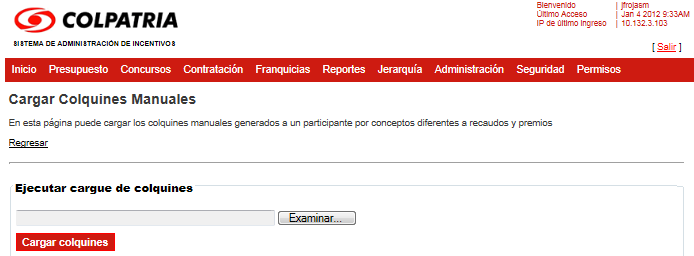 COLPATRIA
SISTEMA DE ADMINISTRACIÓN DE INCENTIVOS
Bienvenido | jfrojasm
Último Acceso | Jan 4 2012 9:33AM
IP de último Ingreso | 10.132.3.103
[ Salir ]
Inicio Presupuesto Concursos Contratación Franquicias Reportes Jerarquía Administración Seguridad Permisos
Cargar Colquines Manuales
En esta página puede cargar los colquines manuales generados a un participante por conceptos diferentes a recaudos y premios
Regresar
Ejecutar cargue de colquines
Examinar...
Cargar colquines